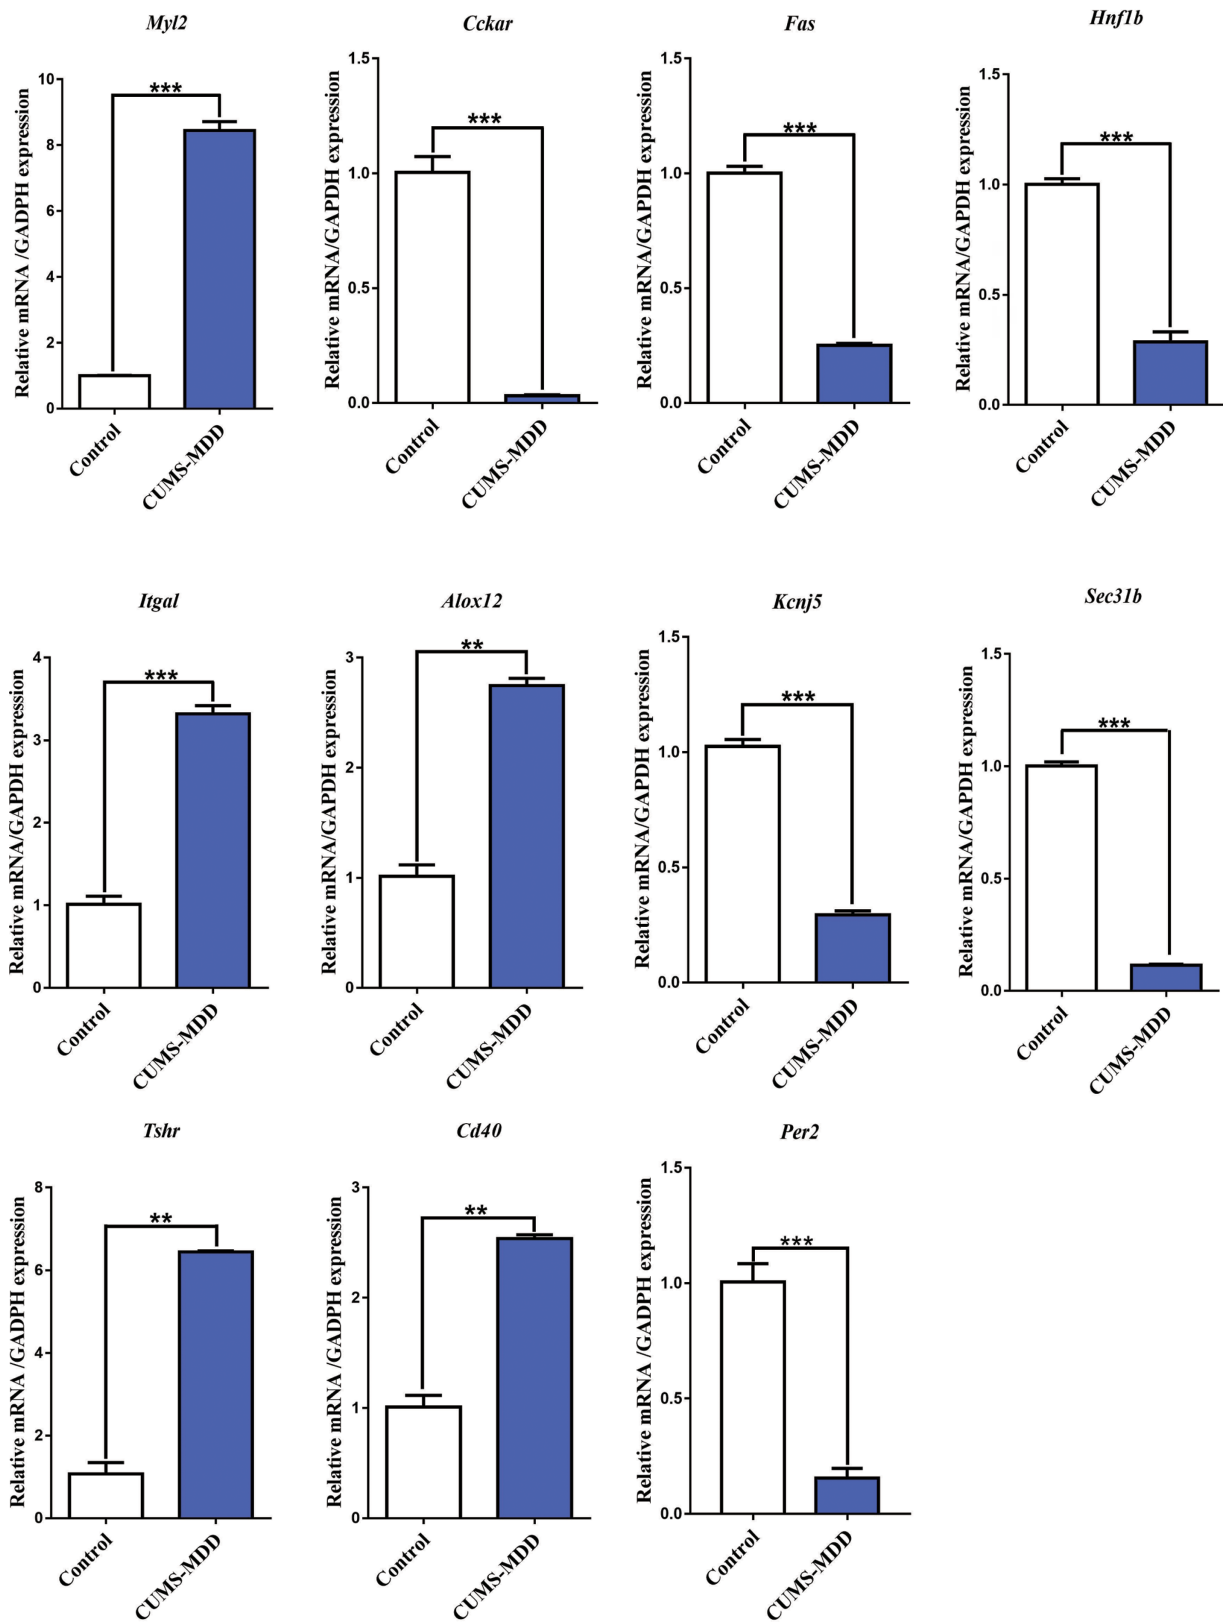 Myl2
Relative mRNA /GADPH expression
10
8
6
4
2
0
***
Control
CUMS-MDD
Cckar
Relative mRNA/GAPDH expression
1.5
1.0
0.5
0.0
***
Control
CUMS-MDD
Fas
Relative mRNA/GAPDH expression
1.5
1.0
0.5
0.0
***
Control
CUMS-MDD
Hnf1b
Relative mRNA/GAPDH expression
1.5
1.0
0.5
0.0
***
Control
CUMS-MDD
Itgal
Relative mRNA/GAPDH expression
4
3
2
1
0
***
Control
CUMS-MDD
Alox12
Relative mRNA/GAPDH expression
3
2
1
0
**
Control
CUMS-MDD
Kcnj5
Relative mRNA/GAPDH expression
1.5
1.0
0.5
0.0
***
Control
CUMS-MDD
Sec31b
Relative mRNA/GAPDH expression
1.5
1.0
0.5
0.0
***
Control
CUMS-MDD
Tshr
Relative mRNA /GADPH expression
8
6
4
2
0
**
Control
CUMS-MDD
Cd40
Relative mRNA /GADPH expression
3
2
1
0
**
Control
CUMS-MDD
Per2
Relative mRNA /GADPH expression
1.5
1.0
0.5
0.0
***
Control
CUMS-MDD